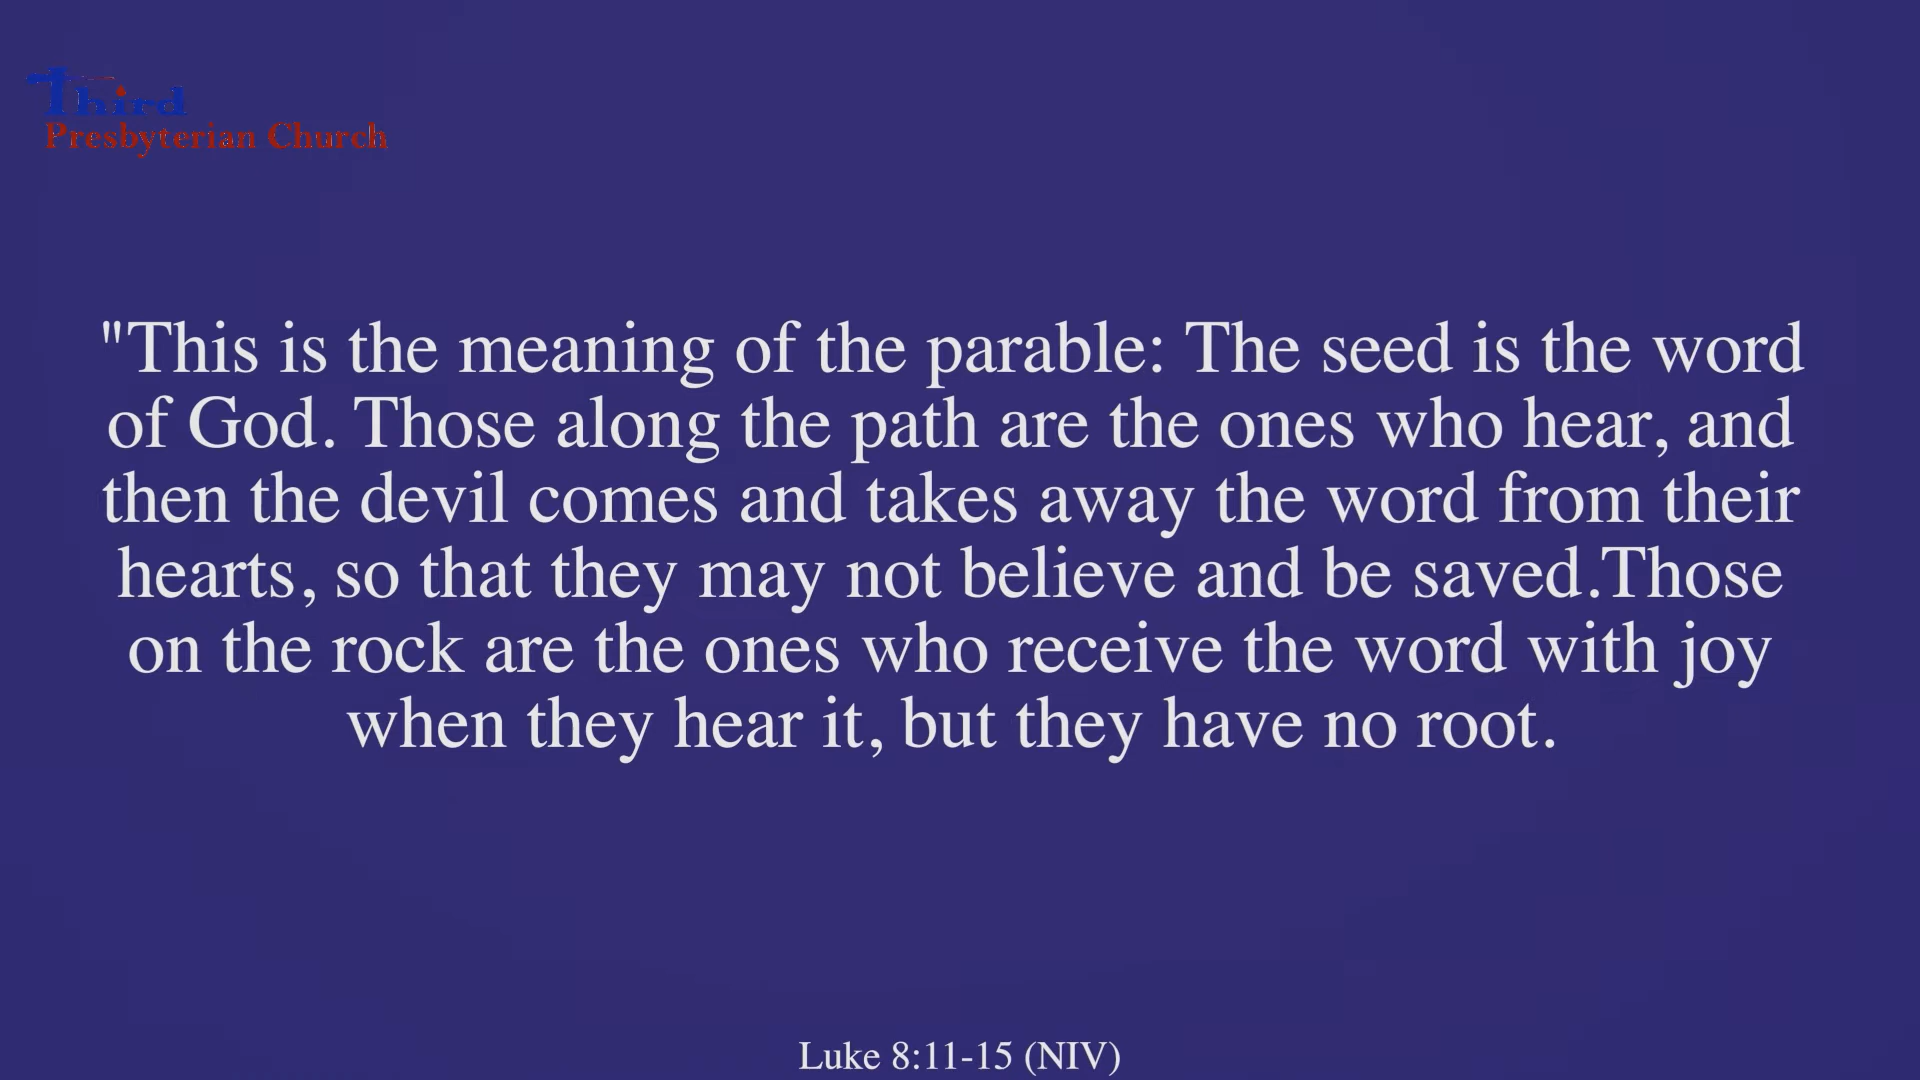 Third
Presbyterian Church
"This is the meaning of the parable: The seed is the word
of God. Those along the path are the ones who hear, and
then the devil comes and takes away the word from their
hearts, so that they may not believe and be saved.Those
on the rock are the ones who receive the word with joy
when they hear it, but they have no root.
Luke 8:11-15 (NIV)